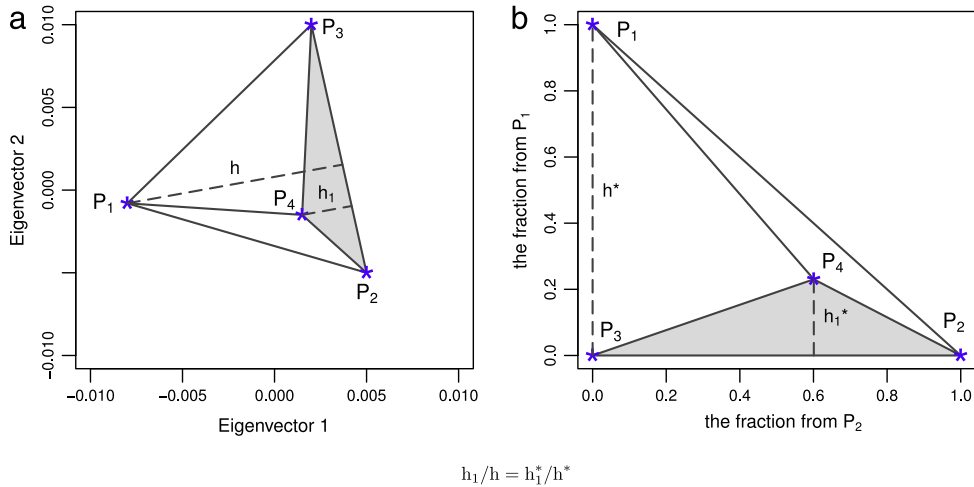 a
Eigenvector 2
0.010
0.005
0.000
−0.010
−0.010 −0.005 0.000 0.005 0.010
Eigenvector 1
P3
P1
P4
P2
h
h1
b
the fraction from P1
1.0
0.8
0.6
0.4
0.2
0.0
0.0 0.2 0.4 0.6 0.8 1.0
the fraction from P2
P1
h*
P4
P3
h1*
P2
h1/h = h1*/h*